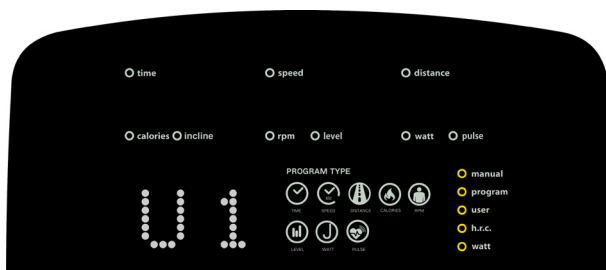 time speed distance
calories incline rpm level watt pulse
PROGRAM TYPE
TIME SPEED DISTANCE CALORIES RPM
LEVEL WATT PULSE
U1
manual
program
user
h.r.c.
watt